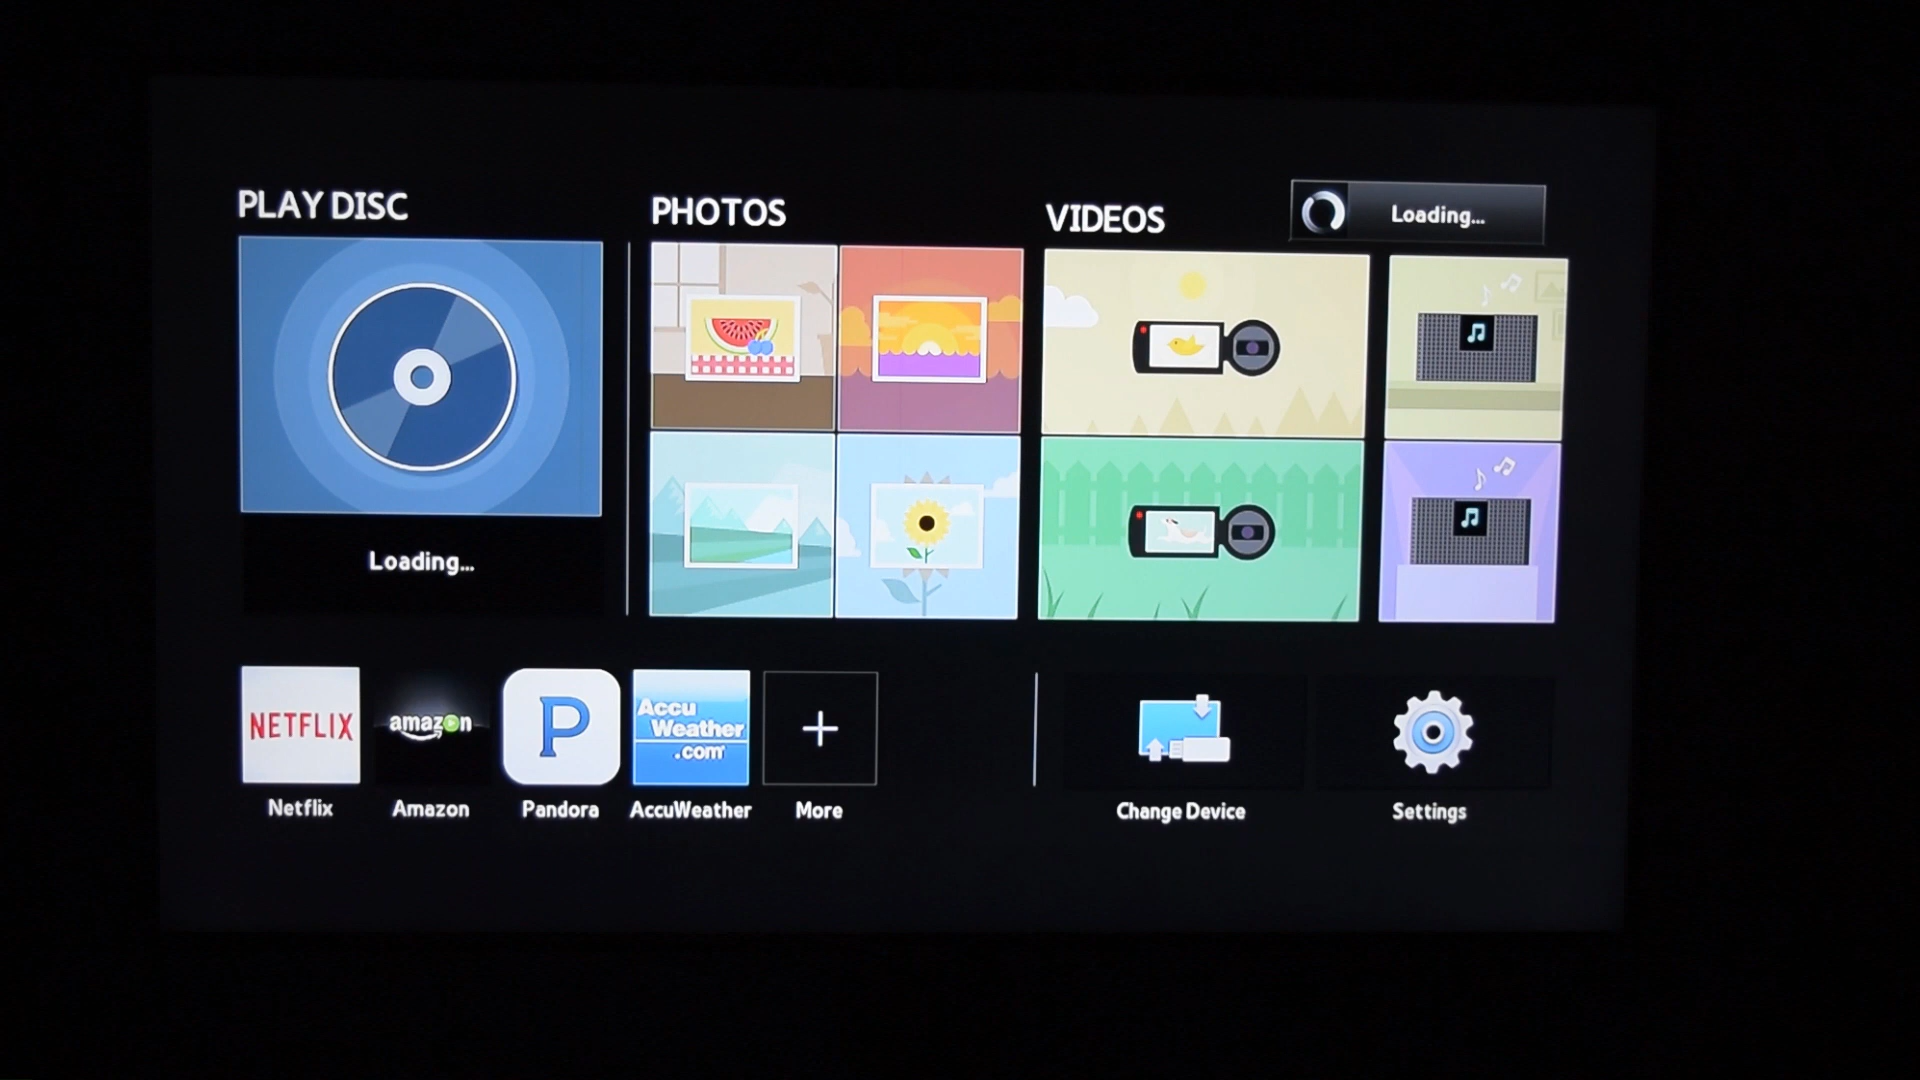 PLAY DISC
PHOTOS
VIDEOS
Loading...
Loading...
NETFLIX
amazon
P
Accu
Weather
.com
Netflix
Amazon
Pandora
AccuWeather
More
Change Device
Settings